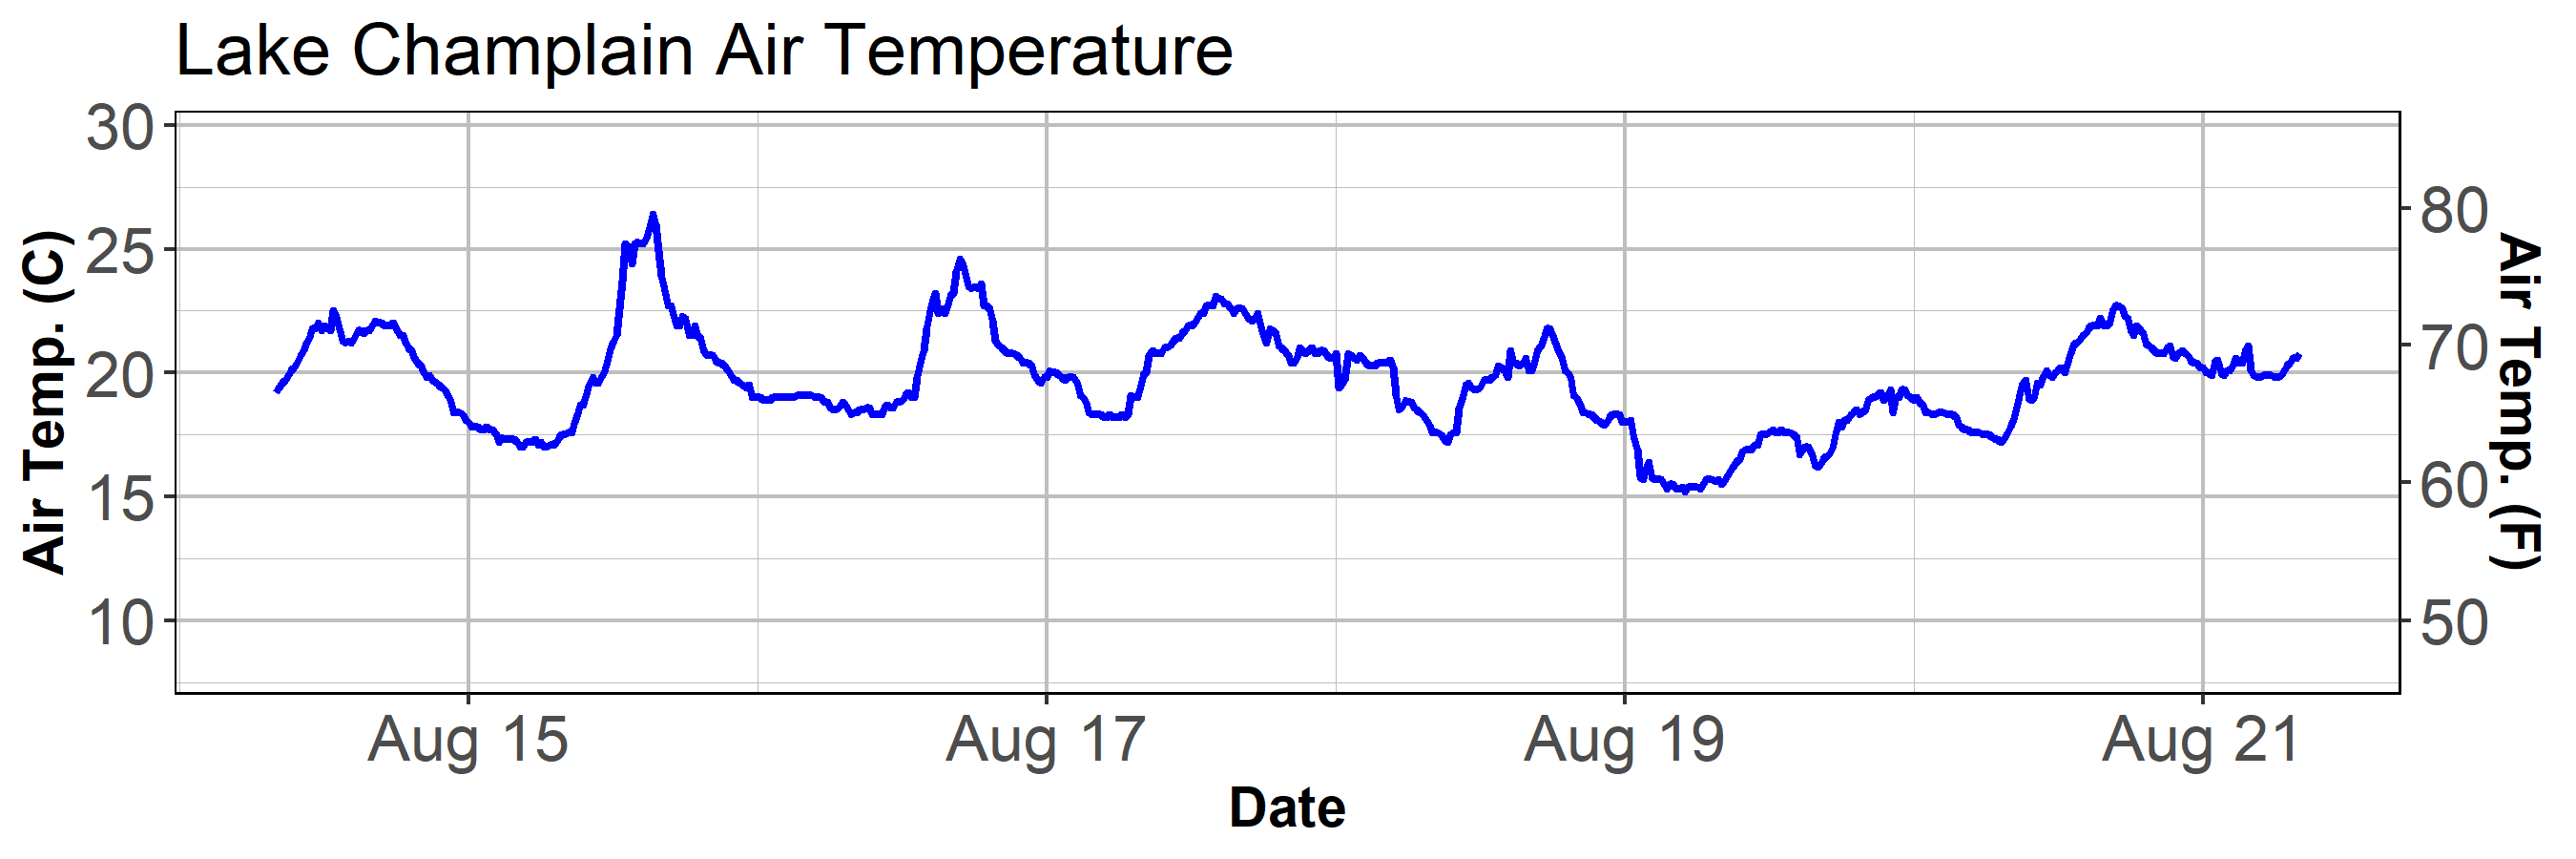 Lake Champlain Air Temperature
30
25
20
15
10
Air Temp. (C)
80
70
60
50
Air Temp. (F)
Aug 15
Aug 17
Aug 19
Aug 21
Date